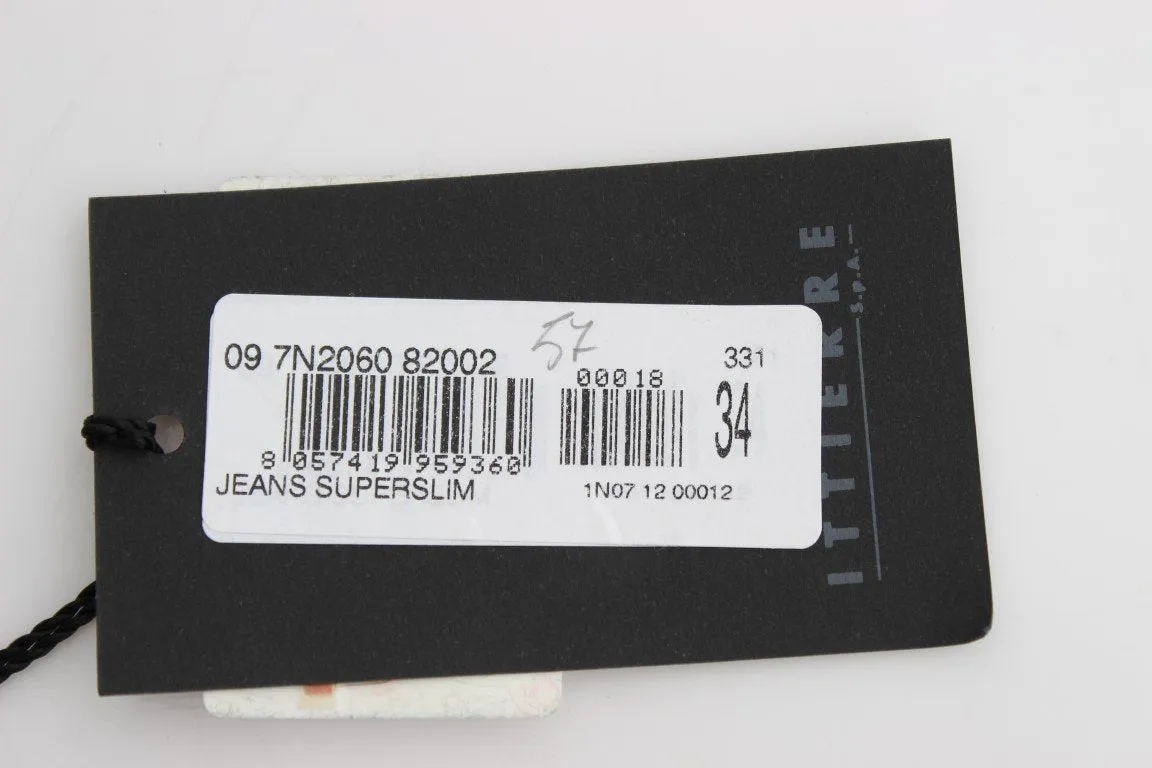 57
09 7N2060 82002
00018
331
34
8 057419 959360
JEANS SUPERSLIM
1N07 12 00012
ITTIERRE
s.p.A.